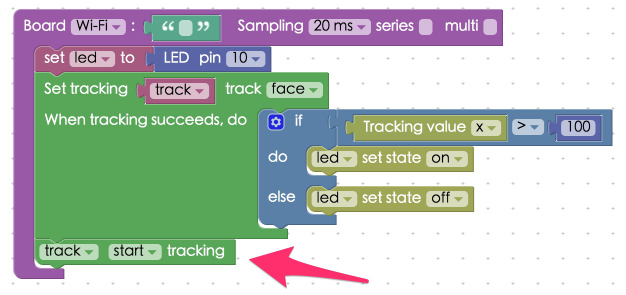 Board Wi-Fi : “ ” Sampling 20 ms series multi
set led to LED pin 10
Set tracking track track face
When tracking succeeds, do if Tracking value x > 100
do led set state on
else led set state off
track start tracking